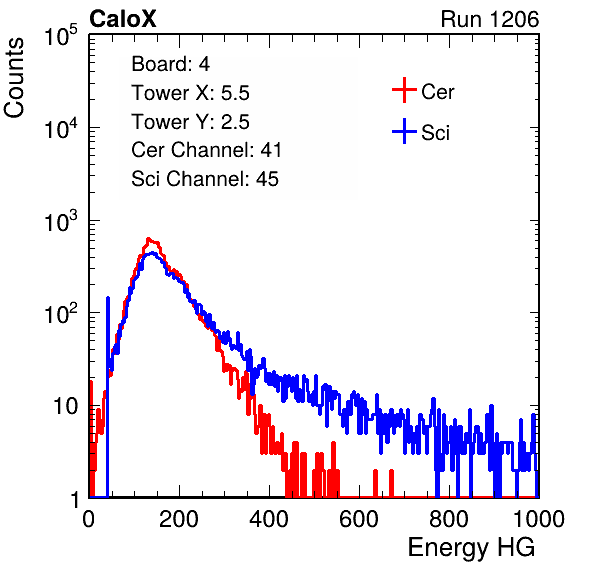 CaloX Run 1206
Counts
Board: 4
Tower X: 5.5
Tower Y: 2.5
Cer Channel: 41
Sci Channel: 45
Cer
Sci
10^5
10^4
10^3
10^2
10
1
0 200 400 600 800 1000
Energy HG